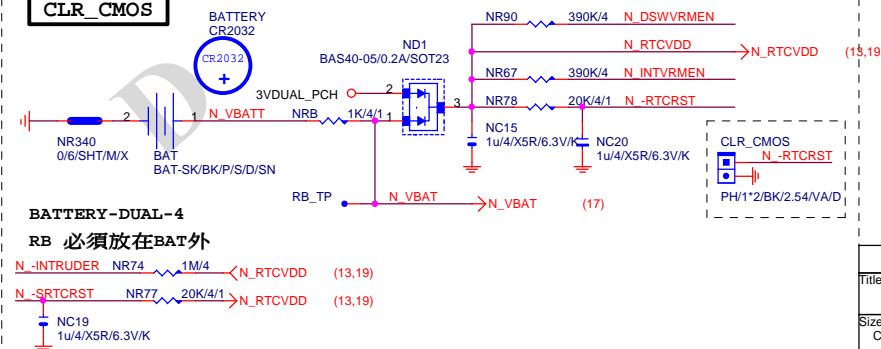 CLR_CMOS
BATTERY
CR2032
CR2032
+
D
NR340
0/6/SHT/M/X
2
1
N_VBATT
BAT
BAT-SK/BK/P/S/D/SN
NRB
1K/4/1
3VDUAL_PCH
ND1
BAS40-05/0.2A/SOT23
2
1
3
RB_TP
N_VBAT
N_VBAT
(17)
NR90
390K/4
N_DSWVRMEN
N_RTCVDD
N_RTCVDD
(13,19
NR67
390K/4
N_INTVRMEN
NR78
20K/4/1
N_-RTCRST
NC15
1u/4/X5R/6.3V/K
NC20
1u/4/X5R/6.3V/K
CLR_CMOS
N_-RTCRST
PH/1*2/BK/2.54/VA/D
BATTERY-DUAL-4
RB 必須放在BAT外
N_-INTRUDER
NR74
1M/4
N_RTCVDD
(13,19)
N_-SRTCRST
NR77
20K/4/1
N_RTCVDD
(13,19)
NC19
1u/4/X5R/6.3V/K
Title
Size
C